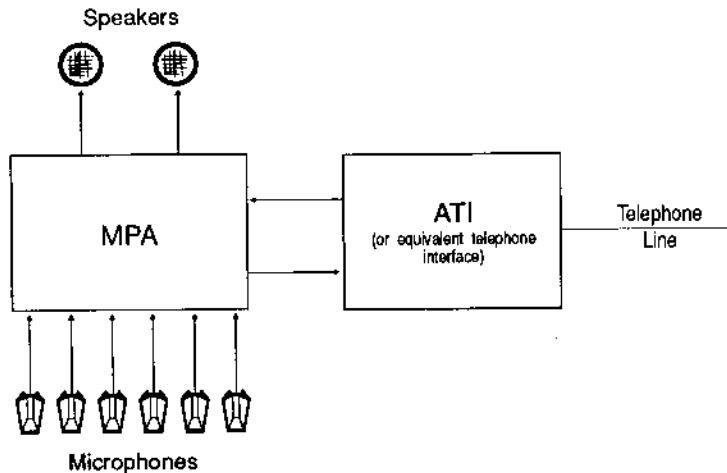 Speakers
MPA
ATI
(or equivalent telephone
interface)
Telephone
Line
Microphones